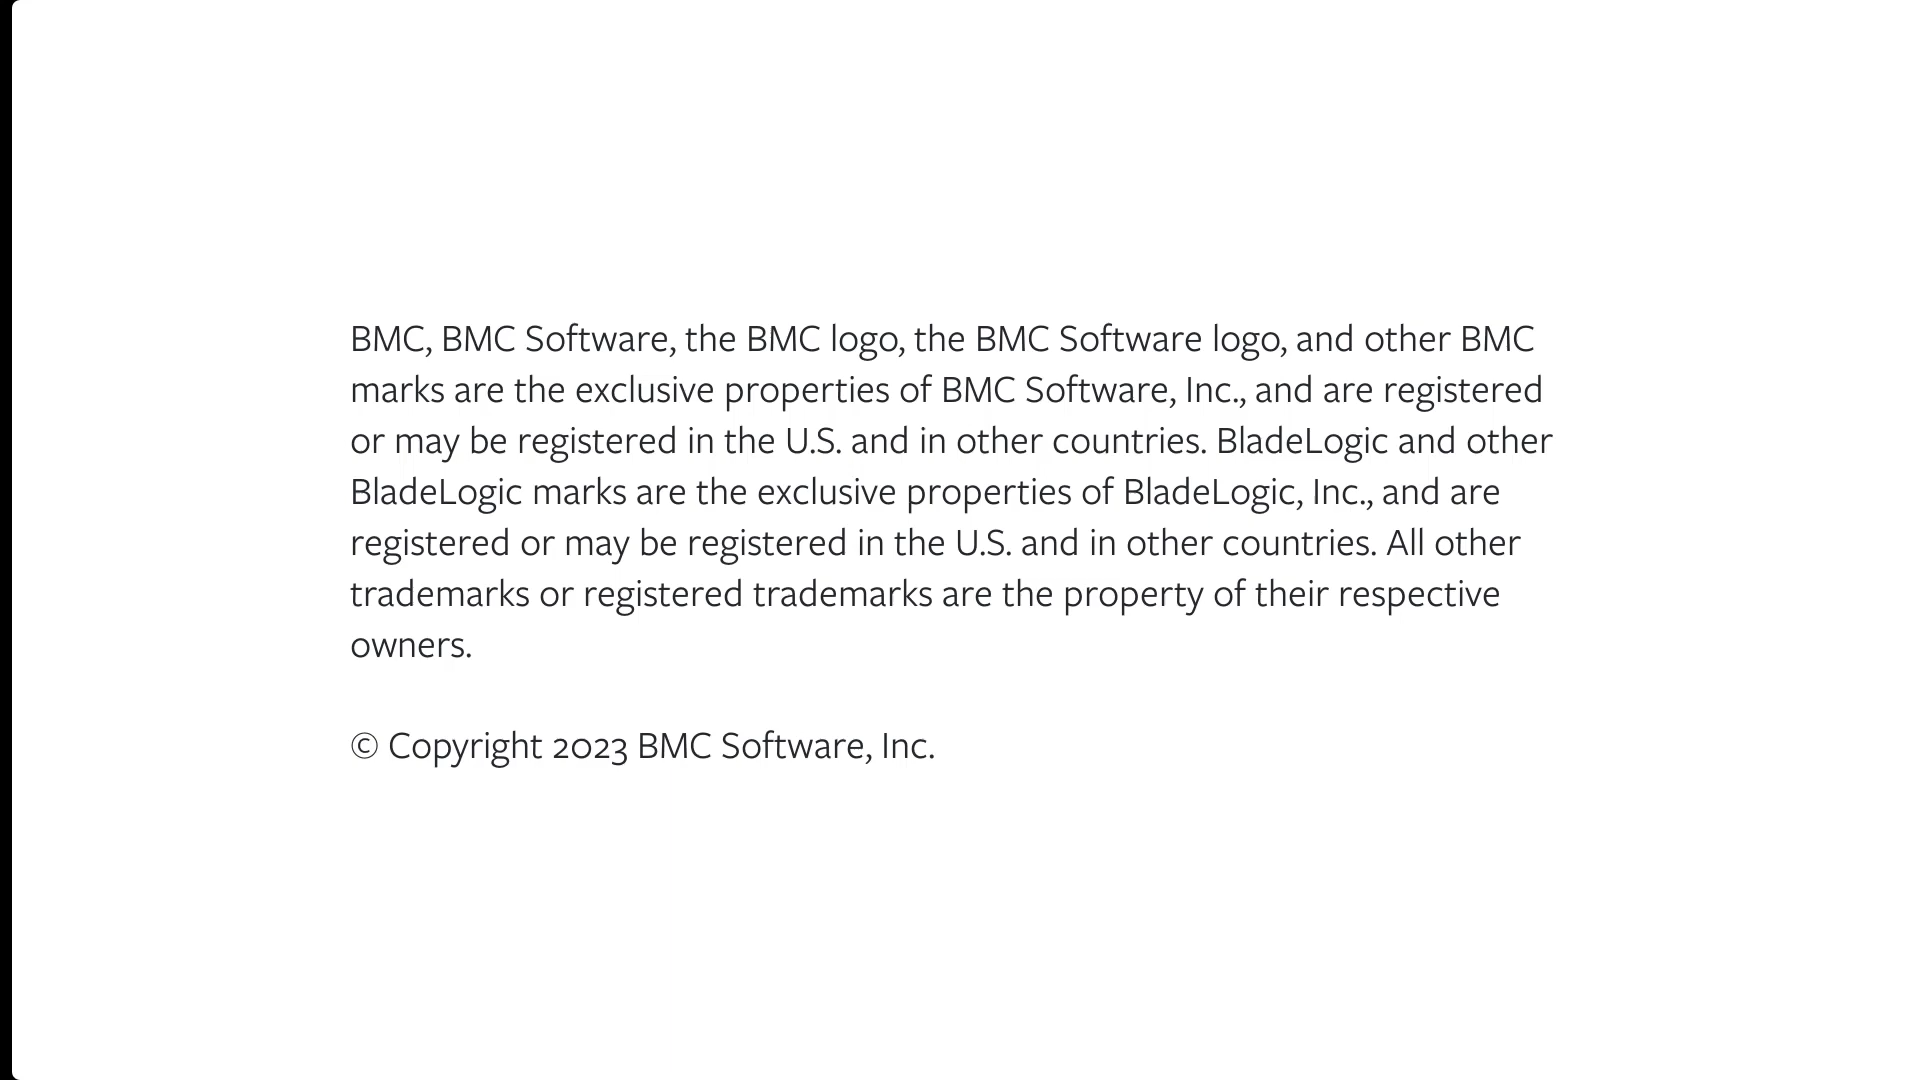 BMC, BMC Software, the BMC logo, the BMC Software logo, and other BMC
marks are the exclusive properties of BMC Software, Inc., and are registered
or may be registered in the U.S. and in other countries. BladeLogic and other
BladeLogic marks are the exclusive properties of BladeLogic, Inc., and are
registered or may be registered in the U.S. and in other countries. All other
trademarks or registered trademarks are the property of their respective
owners.
© Copyright 2023 BMC Software, Inc.